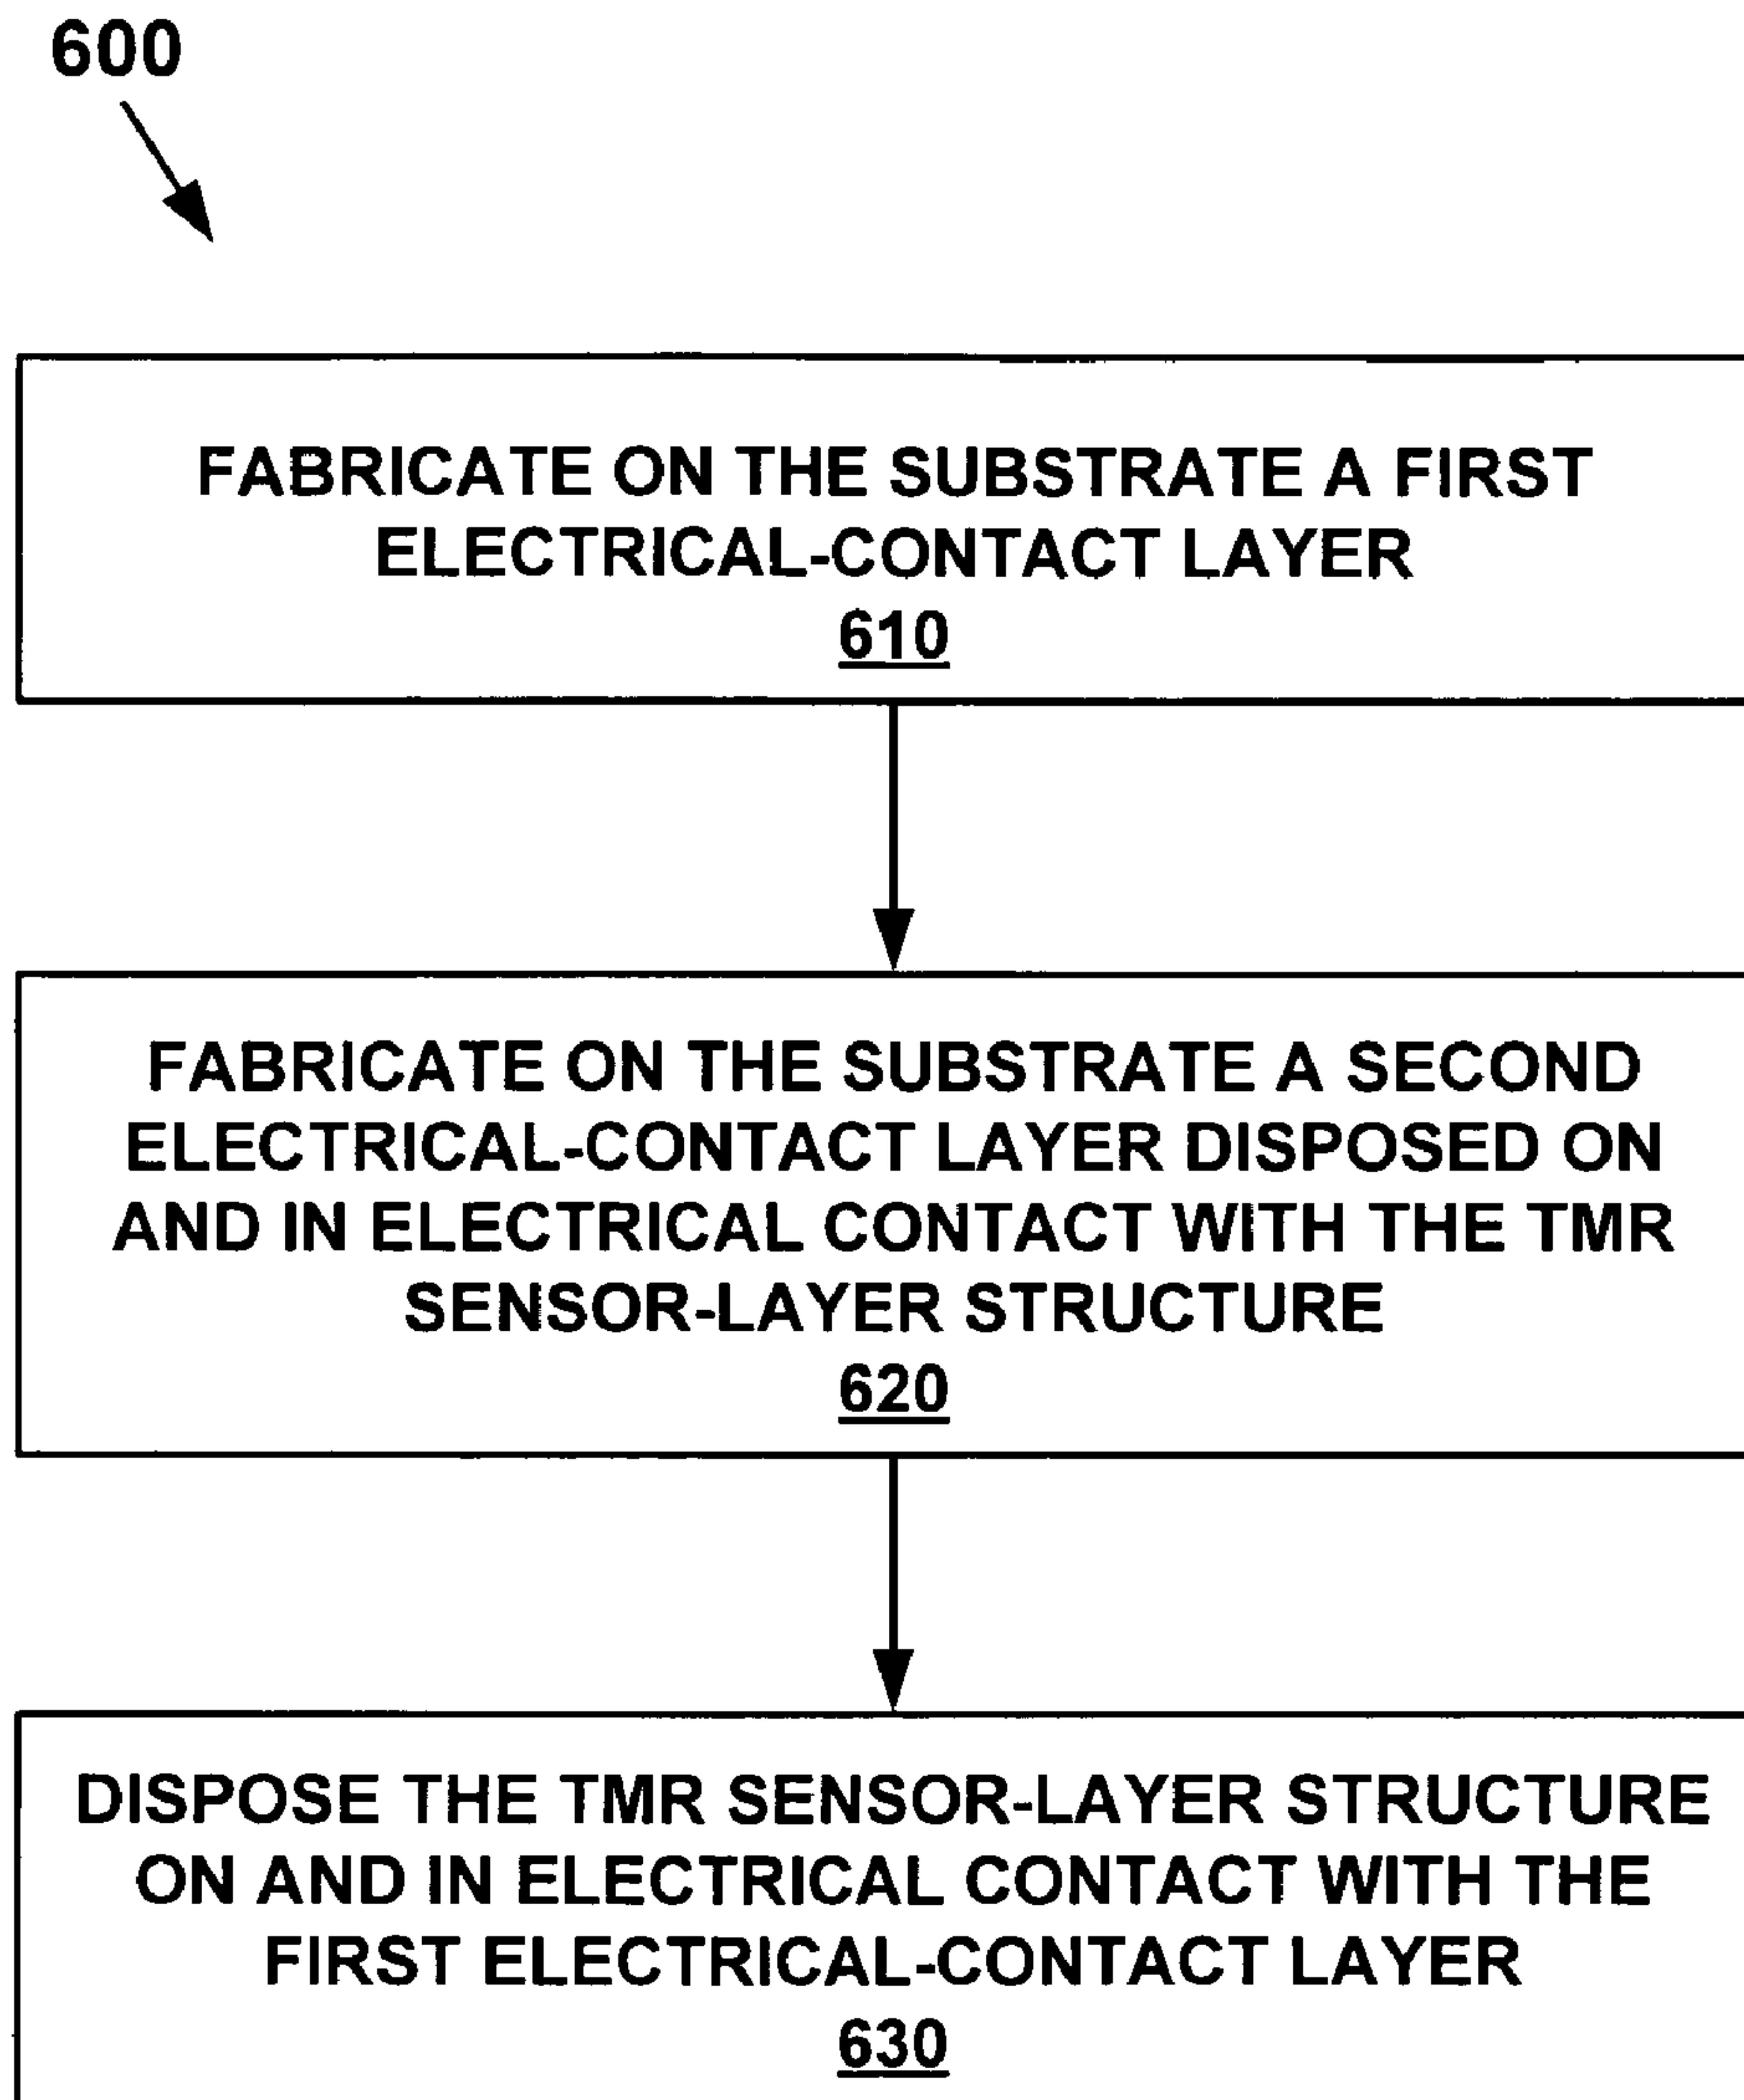 600
FABRICATE ON THE SUBSTRATE A FIRST
ELECTRICAL-CONTACT LAYER
610
FABRICATE ON THE SUBSTRATE A SECOND
ELECTRICAL-CONTACT LAYER DISPOSED ON
AND IN ELECTRICAL CONTACT WITH THE TMR
SENSOR-LAYER STRUCTURE
620
DISPOSE THE TMR SENSOR-LAYER STRUCTURE
ON AND IN ELECTRICAL CONTACT WITH THE
FIRST ELECTRICAL-CONTACT LAYER
630